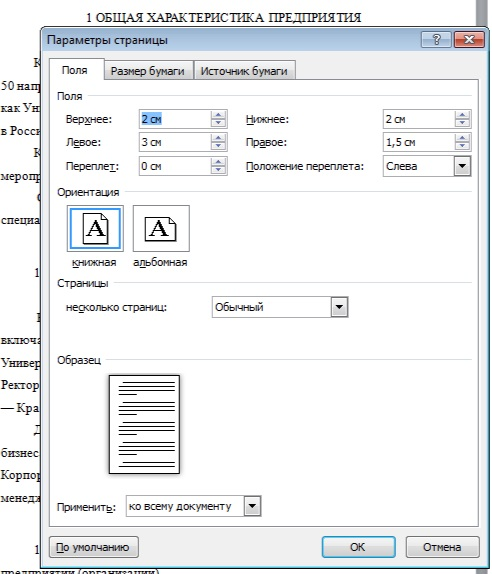 1 ОБЩАЯ ХАРАКТЕРИСТИКА ПРЕДПРИЯТИЯ
Параметры страницы
Поля Размер бумаги Источник бумаги
Поля
Верхнее: 2 см Нижнее: 2 см
Левое: 3 см Правое: 1,5 см
Переплет: 0 см Положение переплета: Слева
Ориентация
A A
книжная альбомная
Страницы
несколько страниц: Обычный
Образец
Применить: ко всему документу
По умолчанию ОК Отмена
К
50 напр
как Уни
в Росси
К
меропр
специа
1
включа
Универ
Ректор
— Кра
Д
бизнес
Корпор
менедж
1
предприятии (организации)